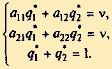 a₁₁q₁* + a₁₂q₂* = ν,
a₂₁q₁* + a₂₂q₂* = ν,
q₁* + q₂* = 1.